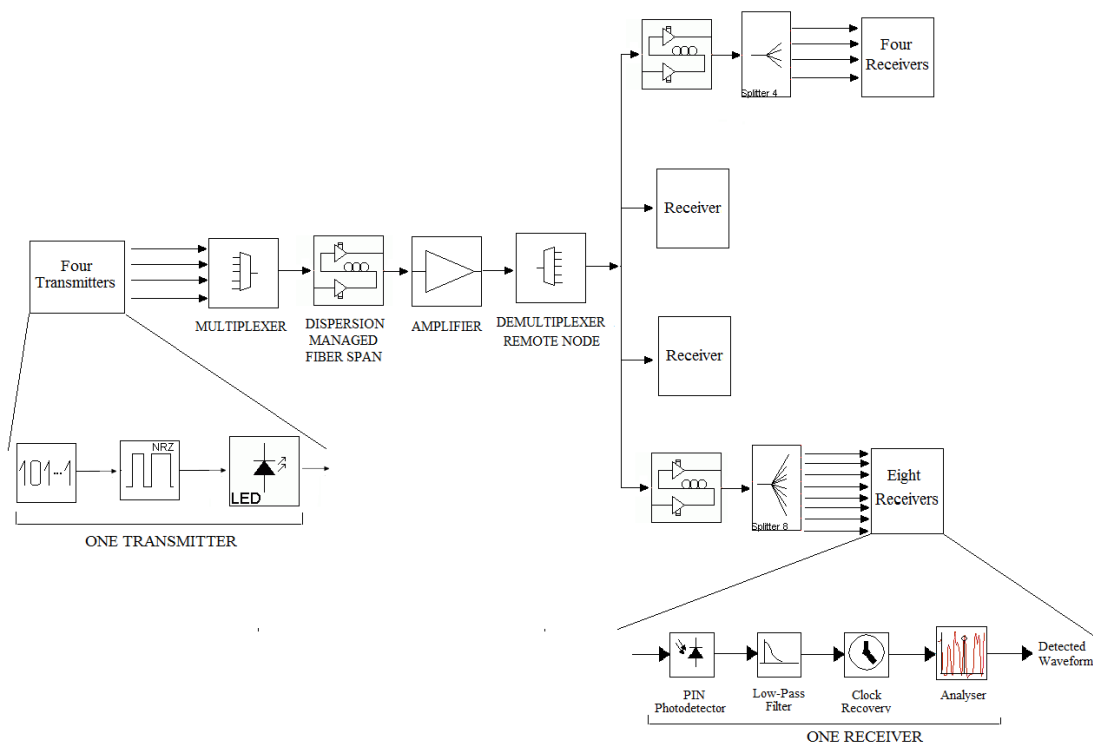 Four
Receivers
Splitter 4
Receiver
Four
Transmitters
MULTIPLEXER
DISPERSION
MANAGED
FIBER SPAN
AMPLIFIER
DEMULTIPLEXER
REMOTE NODE
Receiver
101...1
NRZ
LED
ONE TRANSMITTER
Splitter 8
Eight
Receivers
PIN
Photodetector
Low-Pass
Filter
Clock
Recovery
Analyser
Detected
Waveform
ONE RECEIVER